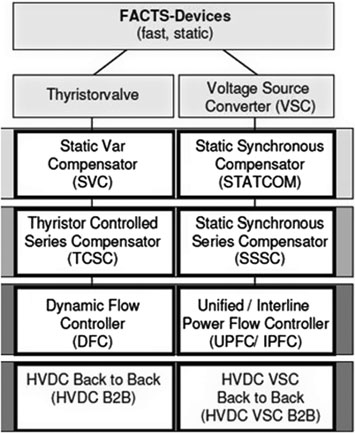 FACTS-Devices
(fast, static)
Thyristorvalve
Voltage Source
Converter (VSC)
Static Var
Compensator
(SVC)
Static Synchronous
Compensator
(STATCOM)
Thyristor Controlled
Series Compensator
(TCSC)
Static Synchronous
Series Compensator
(SSSC)
Dynamic Flow
Controller
(DFC)
Unified / Interline
Power Flow Controller
(UPFC/ IPFC)
HVDC Back to Back
(HVDC B2B)
HVDC VSC
Back to Back
(HVDC VSC B2B)